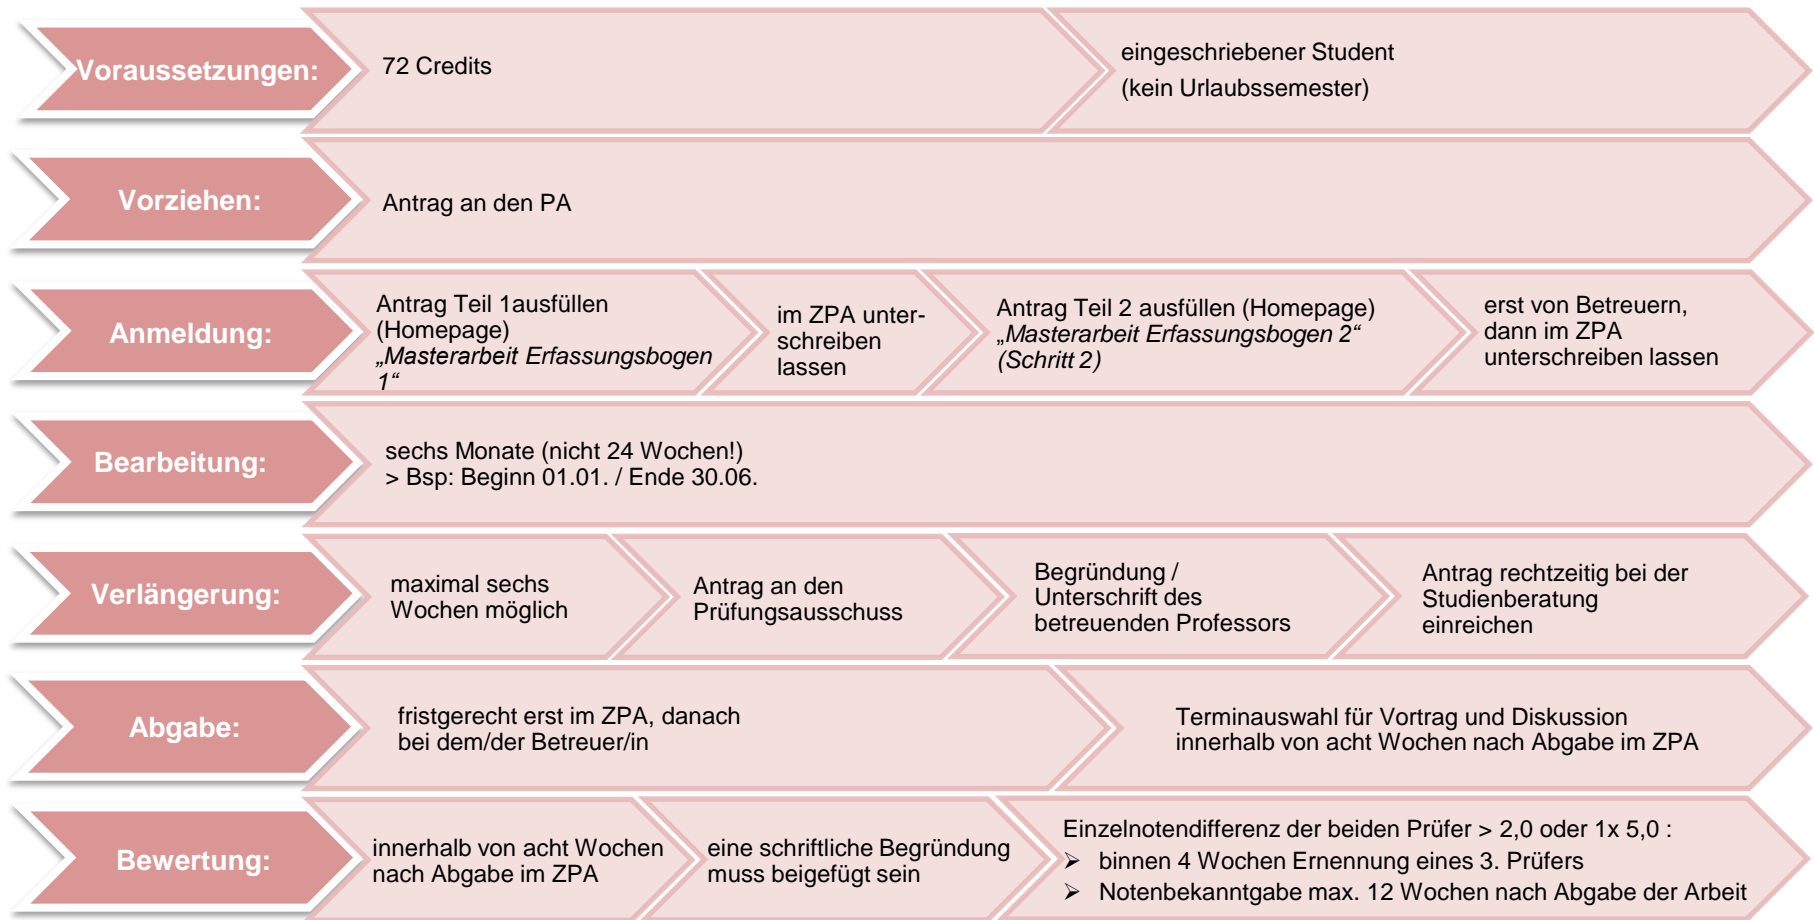 Voraussetzungen:
72 Credits
eingeschriebener Student
(kein Urlaubssemester)
Vorziehen:
Antrag an den PA
Anmeldung:
Antrag Teil 1ausfüllen
(Homepage)
„Masterarbeit Erfassungsbogen
1“
im ZPA unter-
schreiben
lassen
Antrag Teil 2 ausfüllen (Homepage)
„Masterarbeit Erfassungsbogen 2“
(Schritt 2)
erst von Betreuern,
dann im ZPA
unterschreiben lassen
Bearbeitung:
sechs Monate (nicht 24 Wochen!)
> Bsp: Beginn 01.01. / Ende 30.06.
Verlängerung:
maximal sechs
Wochen möglich
Antrag an den
Prüfungsausschuss
Begründung /
Unterschrift des
betreuenden Professors
Antrag rechtzeitig bei der
Studienberatung
einreichen
Abgabe:
fristgerecht erst im ZPA, danach
bei dem/der Betreuer/in
Terminauswahl für Vortrag und Diskussion
innerhalb von acht Wochen nach Abgabe im ZPA
Bewertung:
innerhalb von acht Wochen
nach Abgabe im ZPA
eine schriftliche Begründung
muss beigefügt sein
Einzelnotendifferenz der beiden Prüfer > 2,0 oder 1x 5,0 :
➢ binnen 4 Wochen Ernennung eines 3. Prüfers
➢ Notenbekanntgabe max. 12 Wochen nach Abgabe der Arbeit